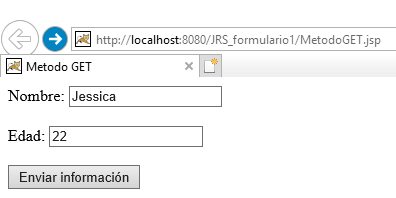 http://localhost:8080/JRS_formulario1/MetodoGET.jsp
Metodo GET
Nombre: Jessica
Edad: 22
Enviar información